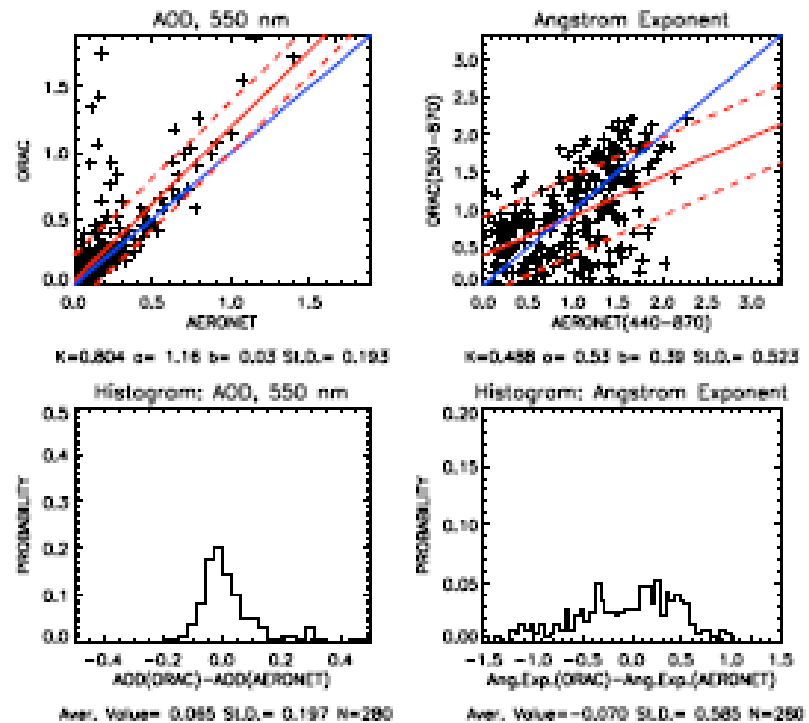 AOD, 550 nm
Angstrom Exponent
ORAC
1.5
1.0
0.5
0.0
0.0 0.5 1.0 1.5
AERONET
ORAC(550-870)
3.0
2.5
2.0
1.5
1.0
0.5
0.0
0.0 0.5 1.0 1.5 2.0 2.5 3.0
AERONET(440-870)
K=0.804 a= 1.16 b= 0.03 St.D.= 0.193
K=0.488 a= 0.53 b= 0.39 St.D.= 0.523
Histogram: AOD, 550 nm
Histogram: Angstrom Exponent
PROBABILITY
0.5
0.4
0.3
0.2
0.1
0.0
-0.4 -0.2 0.0 0.2 0.4
AOD(ORAC)-AOD(AERONET)
PROBABILITY
0.20
0.15
0.10
0.05
0.00
-1.5 -1.0 -0.5 0.0 0.5 1.0 1.5
Ang.Exp.(ORAC)-Ang.Exp.(AERONET)
Aver. Value= 0.065 St.D.= 0.197 N=280
Aver. Value=-0.070 St.D.= 0.585 N=280